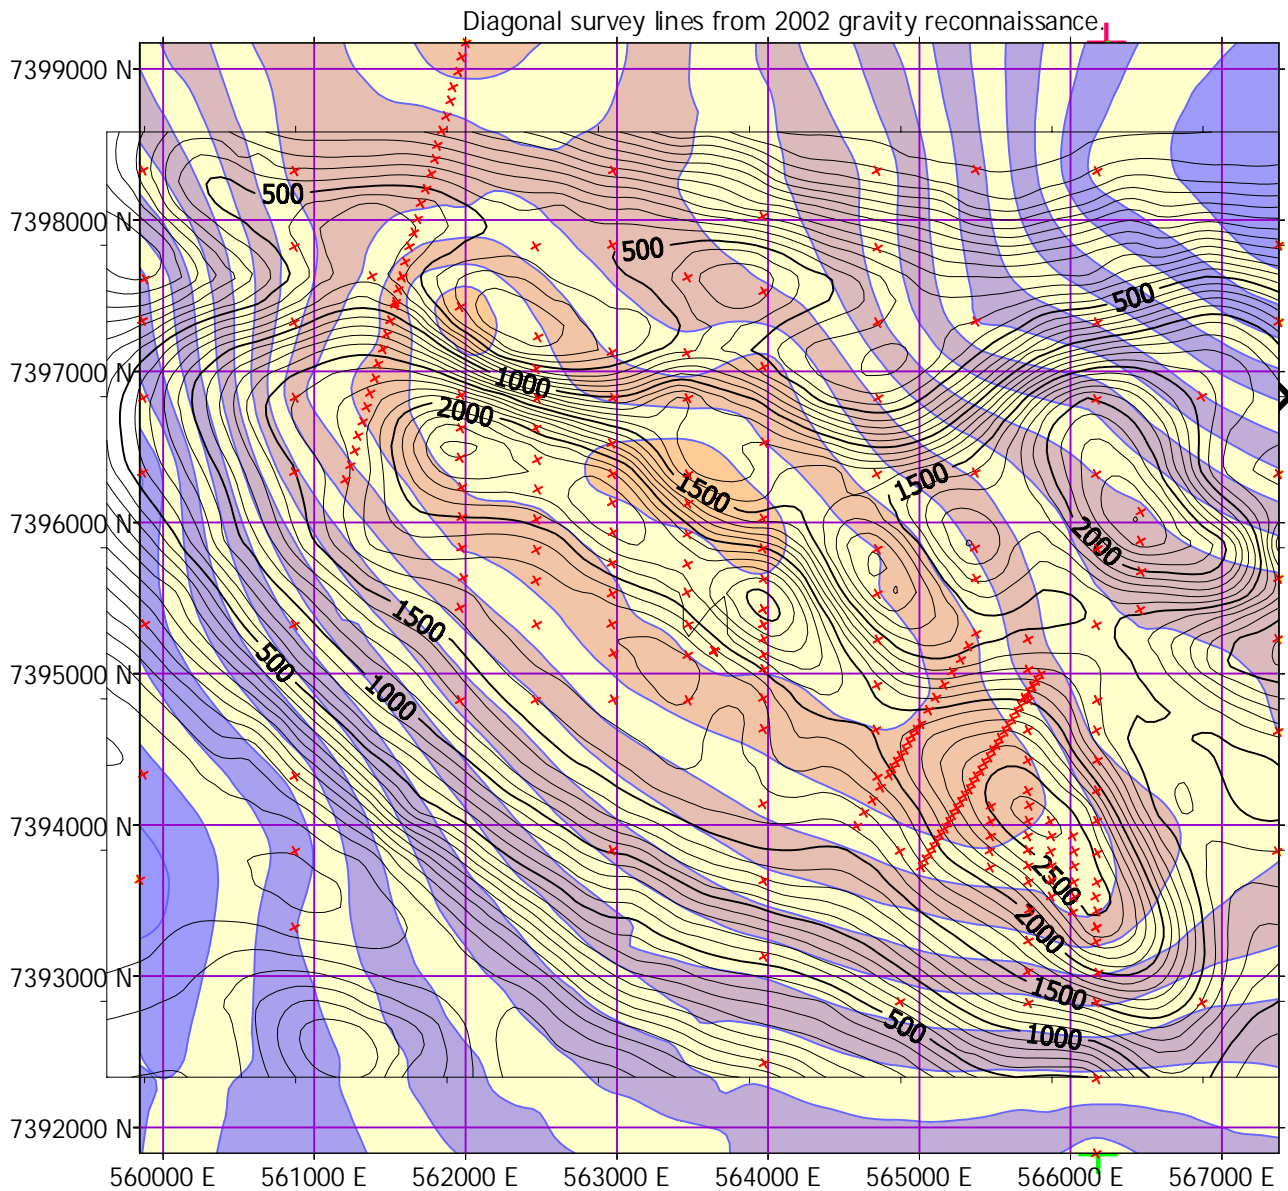 Diagonal survey lines from 2002 gravity reconnaissance.
7399000 N
500
7398000 N
500
500
7397000 N
1000
2000
1500
1500
7396000 N
2000
1500
500
7395000 N
1000
7394000 N
2500
2000
7393000 N
1500
500
1000
7392000 N
560000 E 561000 E 562000 E 563000 E 564000 E 565000 E 566000 E 567000 E